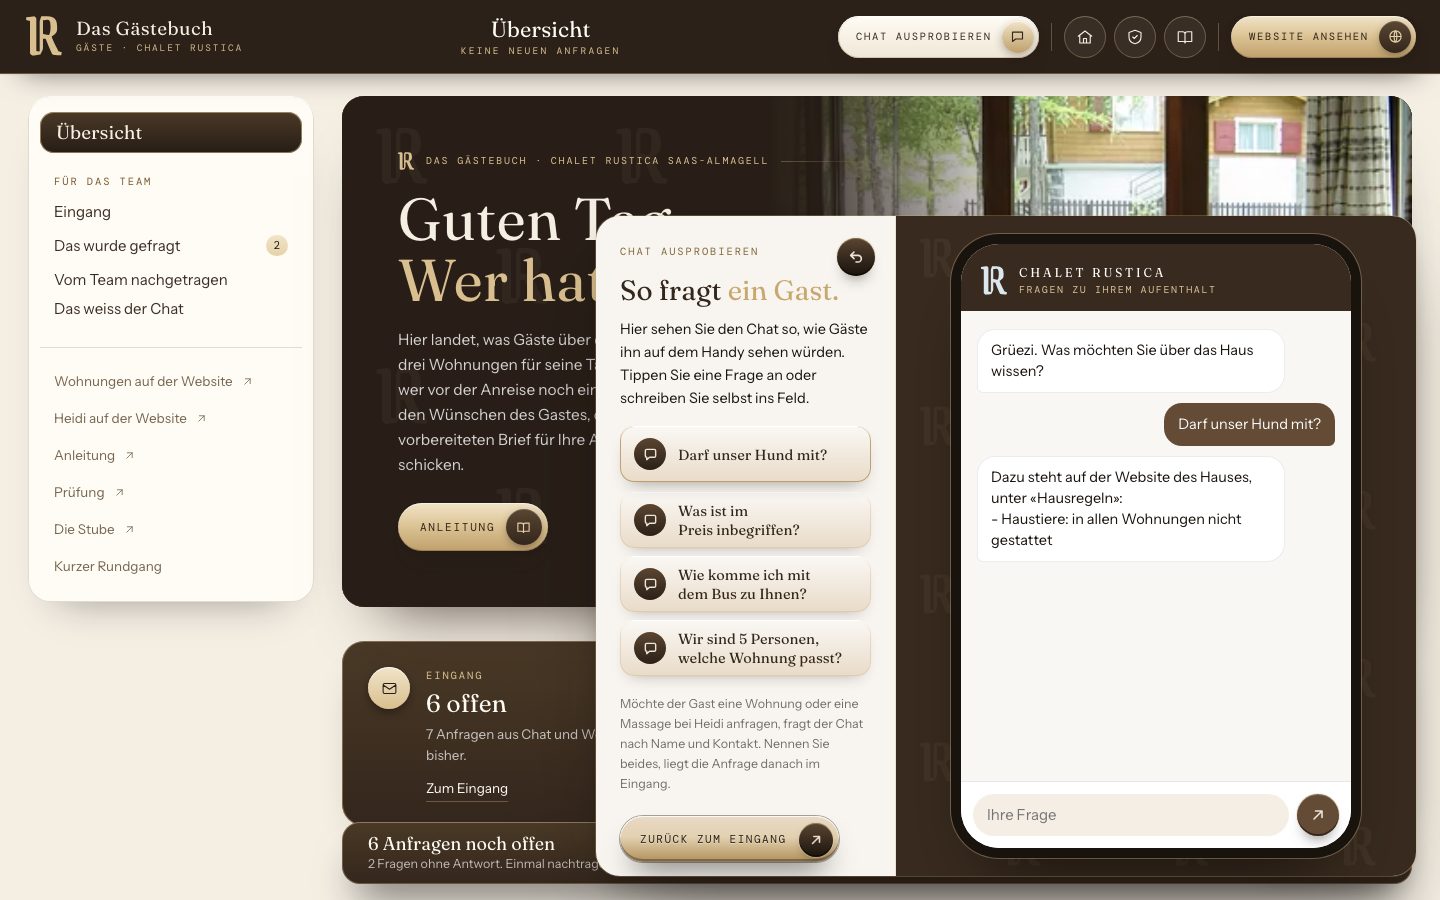 Das Gästebuch
GÄSTE · CHALET RUSTICA
Übersicht
KEINE NEUEN ANFRAGEN
CHAT AUSPROBIEREN
WEBSITE ANSEHEN
Übersicht
FÜR DAS TEAM
Eingang
Das wurde gefragt
2
Vom Team nachgetragen
Das weiss der Chat
Wohnungen auf der Website
Heidi auf der Website
Anleitung
Prüfung
Die Stube
Kurzer Rundgang
DAS GÄSTEBUCH · CHALET RUSTICA SAAS-ALMAGELL
Guten Tag
Wer hat
Hier landet, was Gäste über
drei Wohnungen für seine
wer vor der Anreise noch
den Wünschen des Gastes,
vorbereiteten Brief für Ihre
schicken.
ANLEITUNG
EINGANG
6 offen
7 Anfragen aus Chat und
bisher.
Zum Eingang
6 Anfragen noch offen
2 Fragen ohne Antwort. Einmal
CHAT AUSPROBIEREN
So fragt ein Gast.
Hier sehen Sie den Chat so, wie Gäste
ihn auf dem Handy sehen würden.
Tippen Sie eine Frage an oder
schreiben Sie selbst ins Feld.
Darf unser Hund mit?
Was ist im
Preis inbegriffen?
Wie komme ich mit
dem Bus zu Ihnen?
Wir sind 5 Personen,
welche Wohnung passt?
Möchte der Gast eine Wohnung oder eine
Massage bei Heidi anfragen, fragt der Chat
nach Name und Kontakt. Nennen Sie
beides, liegt die Anfrage danach im
Eingang.
ZURÜCK ZUM EINGANG
CHALET RUSTICA
FRAGEN ZU IHREM AUFENTHALT
Grüezi. Was möchten Sie über das Haus
wissen?
Darf unser Hund mit?
Dazu steht auf der Website des Hauses,
unter «Hausregeln»:
- Haustiere: in allen Wohnungen nicht
gestattet
Ihre Frage